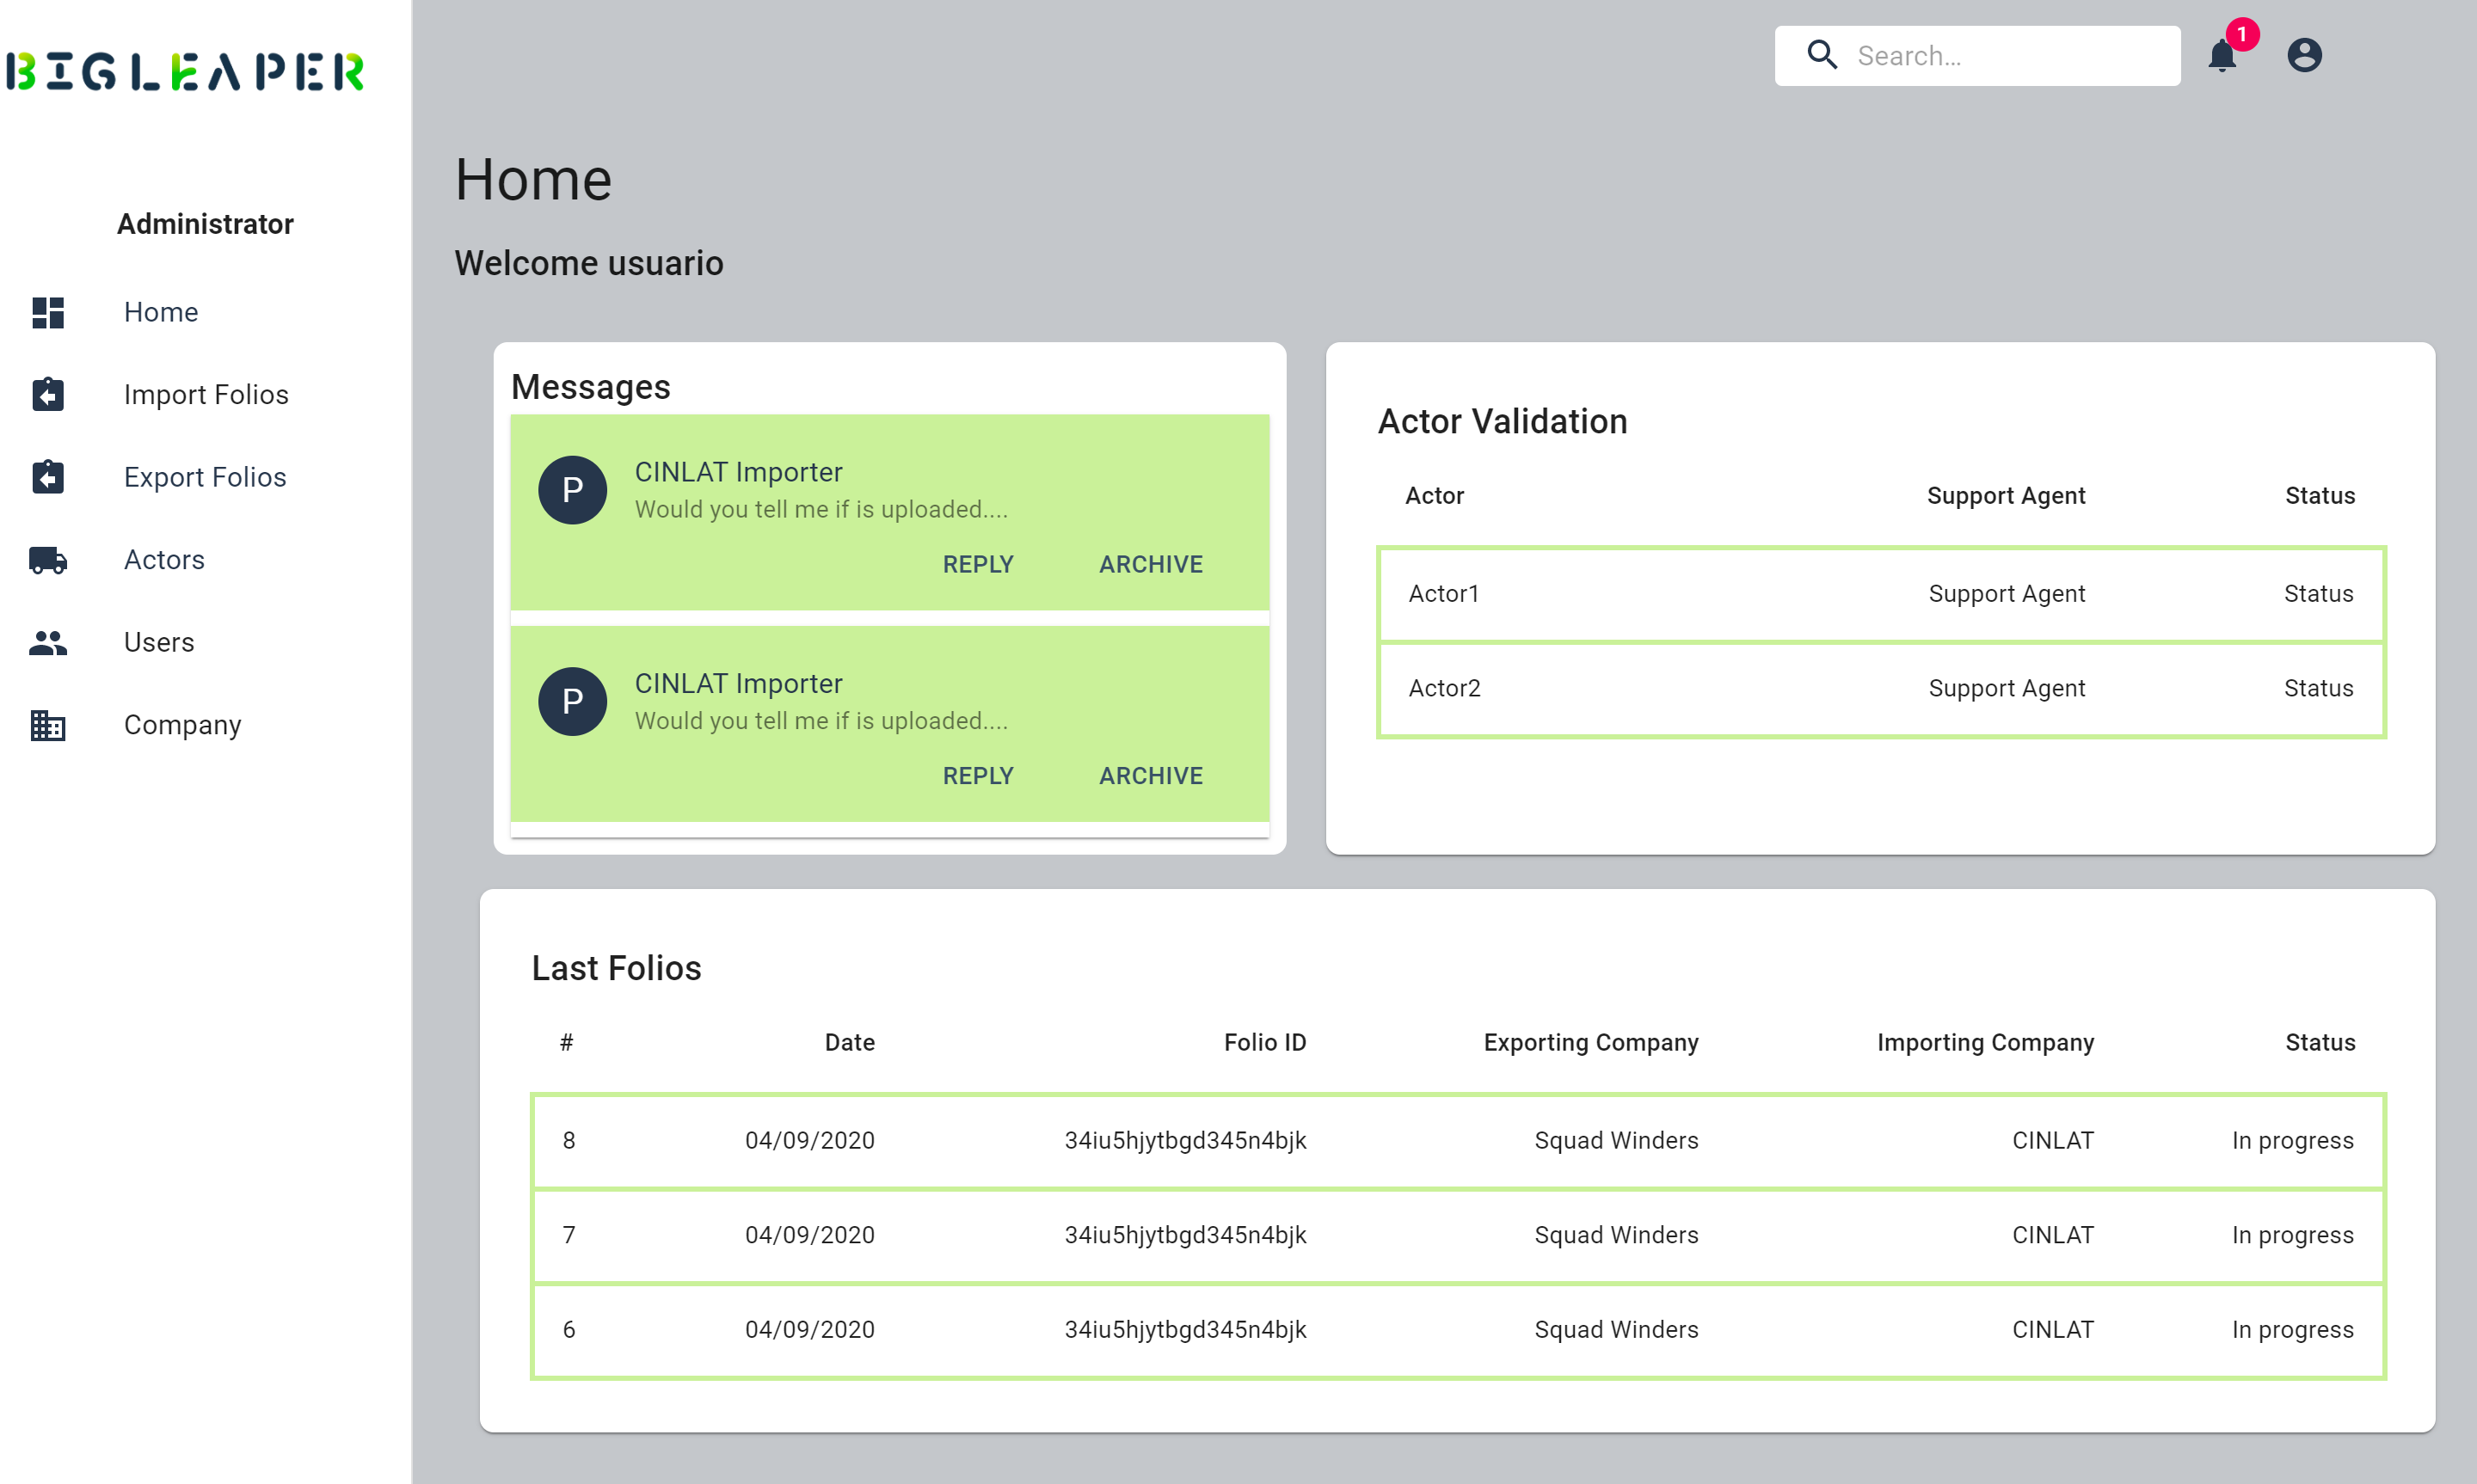 BIGLEAPER
Search...
1
Administrator
Home
Import Folios
Export Folios
Actors
Users
Company
Home
Welcome usuario
Messages
P
CINLAT Importer
Would you tell me if is uploaded....
REPLY ARCHIVE
P
CINLAT Importer
Would you tell me if is uploaded....
REPLY ARCHIVE
Actor Validation
Actor Support Agent Status
Actor1 Support Agent Status
Actor2 Support Agent Status
Last Folios
# Date Folio ID Exporting Company Importing Company Status
8 04/09/2020 34iu5hjytbgd345n4bjk Squad Winders CINLAT In progress
7 04/09/2020 34iu5hjytbgd345n4bjk Squad Winders CINLAT In progress
6 04/09/2020 34iu5hjytbgd345n4bjk Squad Winders CINLAT In progress